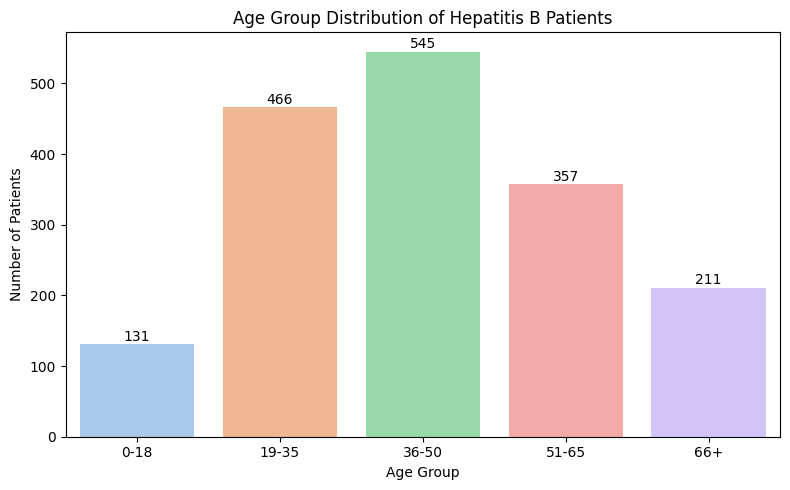 Age Group Distribution of Hepatitis B Patients
545
500
466
400
357
Number of Patients
300
211
200
131
100
0
0-18 19-35 36-50 51-65 66+
Age Group